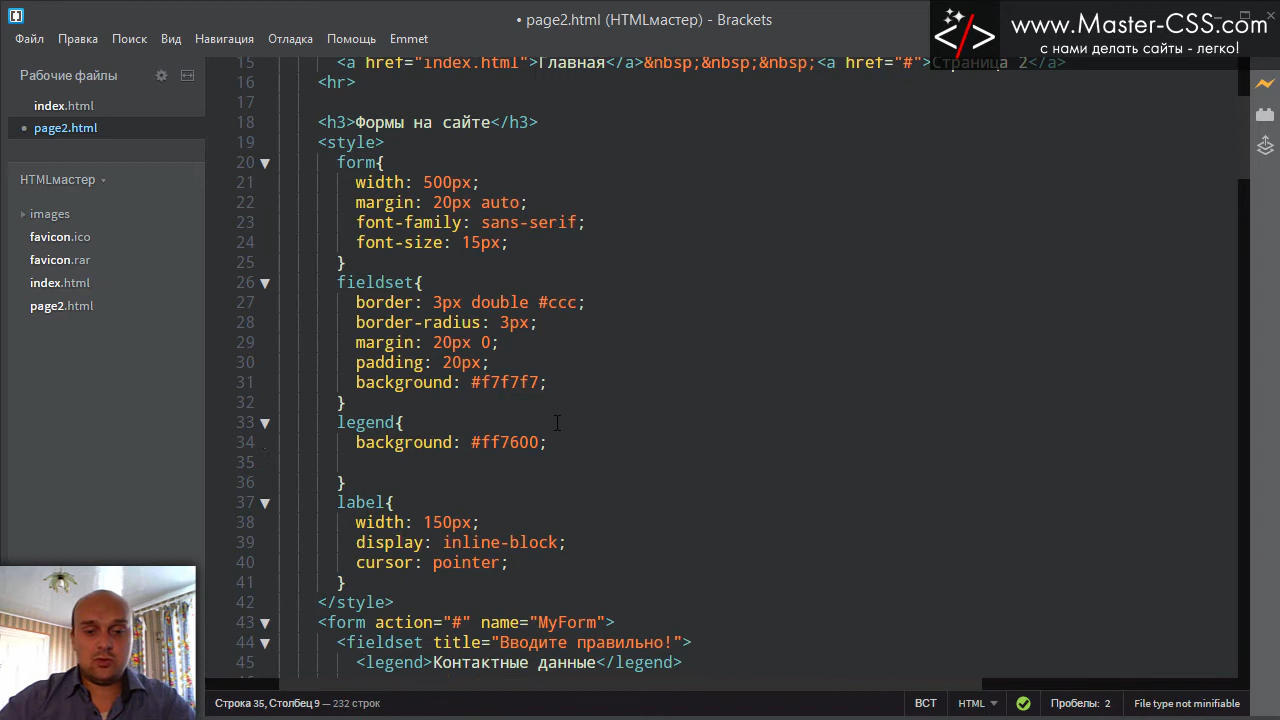 • page2.html (HTMLмастер) - Brackets
www.Master-CSS.com
с нами делать сайты - легко!
Файл Правка Поиск Вид Навигация Отладка Помощь Emmet
Рабочие файлы
index.html
• page2.html
HTMLмастер
images
favicon.ico
favicon.rar
index.html
page2.html
15 <a href="index.html">Главная</a>&nbsp;&nbsp;&nbsp;<a href="#">Страница 2</a>
16 <hr>
17
18 <h3>Формы на сайте</h3>
19 <style>
20 form{
21 width: 500px;
22 margin: 20px auto;
23 font-family: sans-serif;
24 font-size: 15px;
25 }
26 fieldset{
27 border: 3px double #ccc;
28 border-radius: 3px;
29 margin: 20px 0;
30 padding: 20px;
31 background: #f7f7f7;
32 }
33 legend{
34 background: #ff7600;
35
36 }
37 label{
38 width: 150px;
39 display: inline-block;
40 cursor: pointer;
41 }
42 </style>
43 <form action="#" name="MyForm">
44 <fieldset title="Вводите правильно!">
45 <legend>Контактные данные</legend>
Строка 35, Столбец 9 — 232 строк
ВСТ HTML Пробелы: 2 File type not minifiable